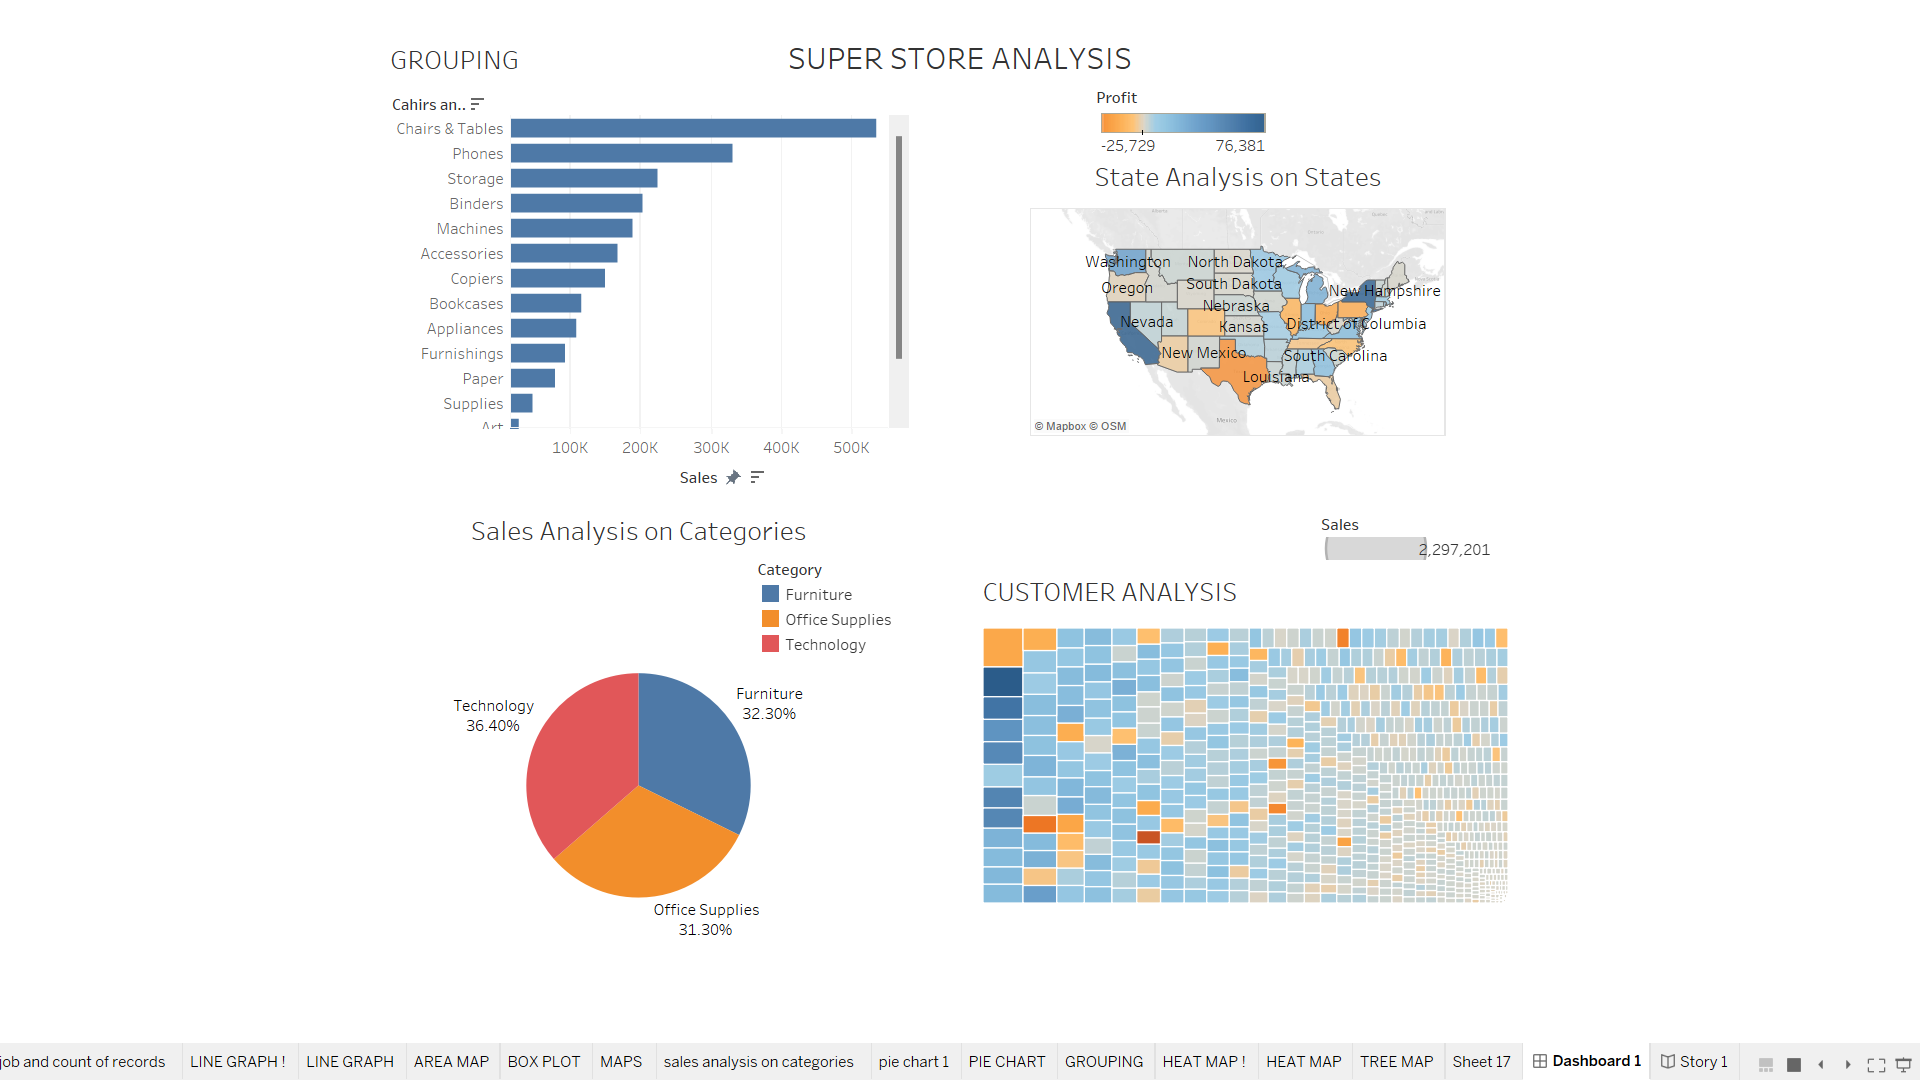 GROUPING
SUPER STORE ANALYSIS
Cahirs an..
Chairs & Tables
Phones
Storage
Binders
Machines
Accessories
Copiers
Bookcases
Appliances
Furnishings
Paper
Supplies
Art
100K 200K 300K 400K 500K
Sales
Profit
-25,729 76,381
State Analysis on States
Washington North Dakota
Oregon South Dakota New Hampshire
Nebraska
Nevada Kansas District of Columbia
New Mexico South Carolina
Louisiana
Mexico
© Mapbox © OSM
Sales Analysis on Categories
Category
Furniture
Office Supplies
Technology
Technology
36.40%
Furniture
32.30%
Office Supplies
31.30%
Sales
2,297,201
CUSTOMER ANALYSIS
job and count of records LINE GRAPH ! LINE GRAPH AREA MAP BOX PLOT MAPS sales analysis on categories pie chart 1 PIE CHART GROUPING HEAT MAP ! HEAT MAP TREE MAP Sheet 17 Dashboard 1 Story 1